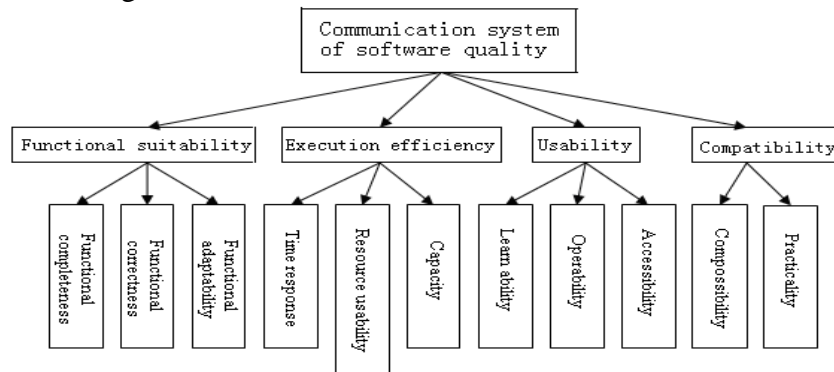 Communication system
of software quality
Functional suitability
Execution efficiency
Usability
Compatibility
Functional
completeness
Functional
correctness
Functional
adaptability
Time response
Resource usability
Capacity
Learn ability
Operability
Accessibility
Compossibility
Practicality